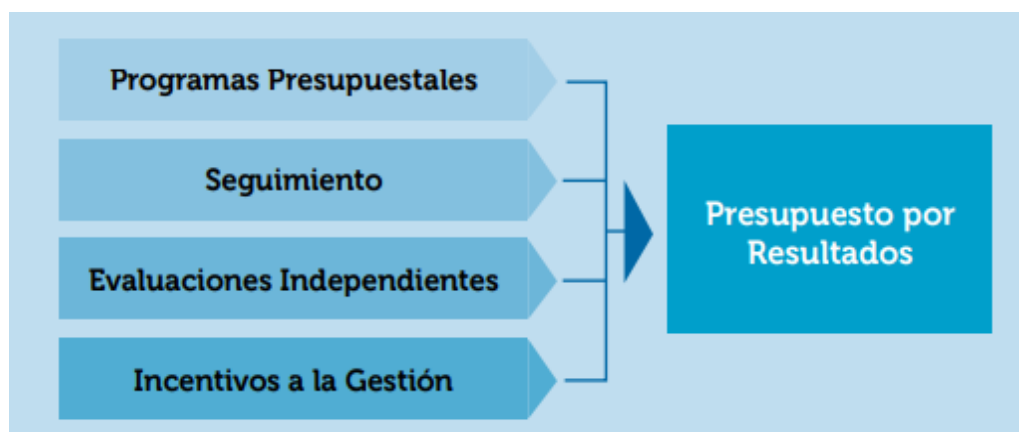 Programas Presupuestales
Seguimiento
Evaluaciones Independientes
Incentivos a la Gestión
Presupuesto por
Resultados